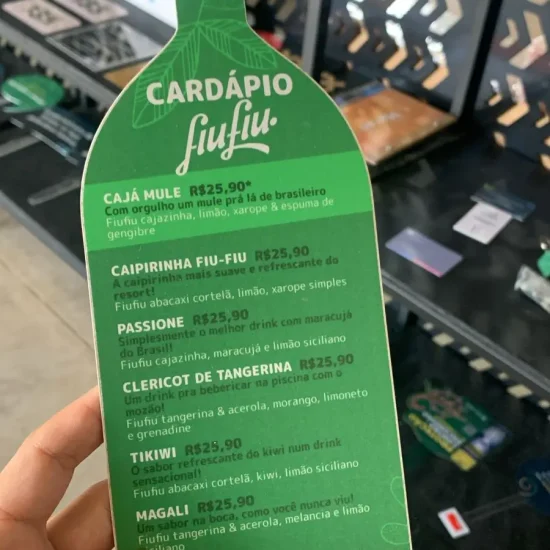 CARDÁPIO
fiufiu.
CAJÁ MULE R$25,90*
Com orgulho um mule prá lá de brasileiro
Fiufiu cajazinha, limão, xarope & espuma de
gengibre
CAIPIRINHA FIU-FIU R$25,90
A caipirinha mais suave e refrescante do
resort!
Fiufiu abacaxi cortelã, limão, xarope simples
PASSIONE R$25,90
Simplesmente o melhor drink com maracujá
do Brasil!
Fiufiu cajazinha, maracujá e limão siciliano
CLERICOT DE TANGERINA R$25,90
Um drink pra bebericar na piscina com o
mozão!
Fiufiu tangerina & acerola, morango, limoneto
e grenadine
TIKIWI R$25,90
O sabor refrescante do kiwi num drink
sensacional!
Fiufiu abacaxi cortelã, kiwi, limão siciliano
MAGALI R$25,90
Um sabor na boca, como você nunca viu!
Fiufiu tangerina & acerola, melancia e limão
siciliano